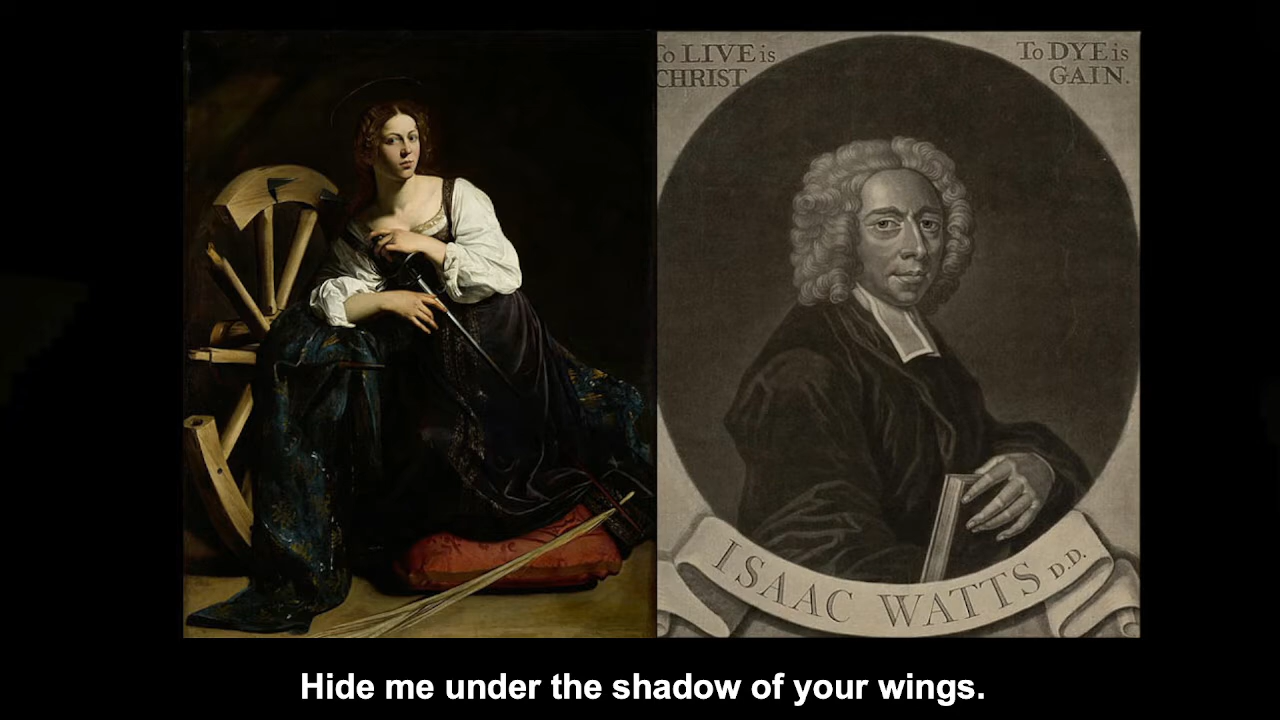 To LIVE is
CHRIST
To DYE is
GAIN.
ISAAC WATTS D.D.
Hide me under the shadow of your wings.